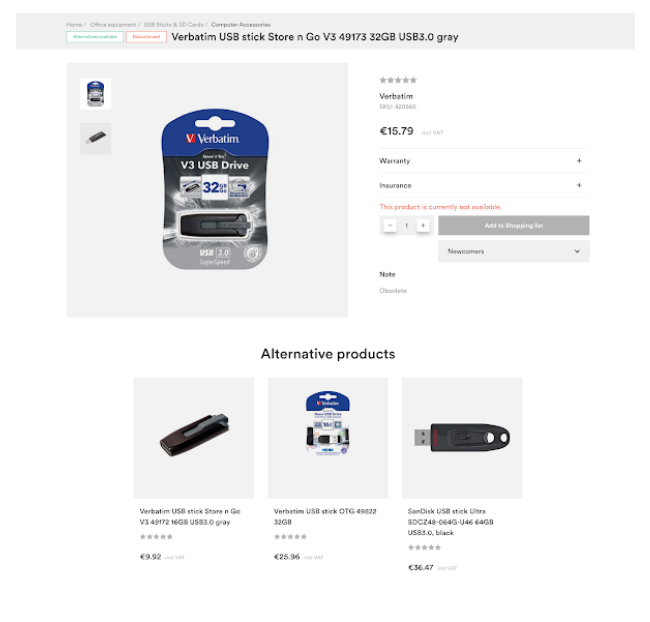 Home / Office equipment / USB Sticks & SD Cards / Computer Accessories
Alternatives available Discontinued Verbatim USB stick Store n Go V3 49173 32GB USB3.0 gray
Verbatim
Store'n'Go
V3 USB Drive
32GB
USB 3.0
SuperSpeed
Verbatim
SKU: 420566
€15.79 incl VAT
Warranty +
Insurance +
This product is currently not available.
- 1 + Add to Shopping list
Newcomers
Note
Obsolete
Alternative products
Verbatim
16GB
Verbatim USB stick Store n Go
V3 49172 16GB USB3.0 gray
€9.92 incl VAT
Verbatim USB stick OTG 49822
32GB
€25.96 incl VAT
SanDisk USB stick Ultra
SDCZ48-064G-U46 64GB
USB3.0, black
€36.47 incl VAT